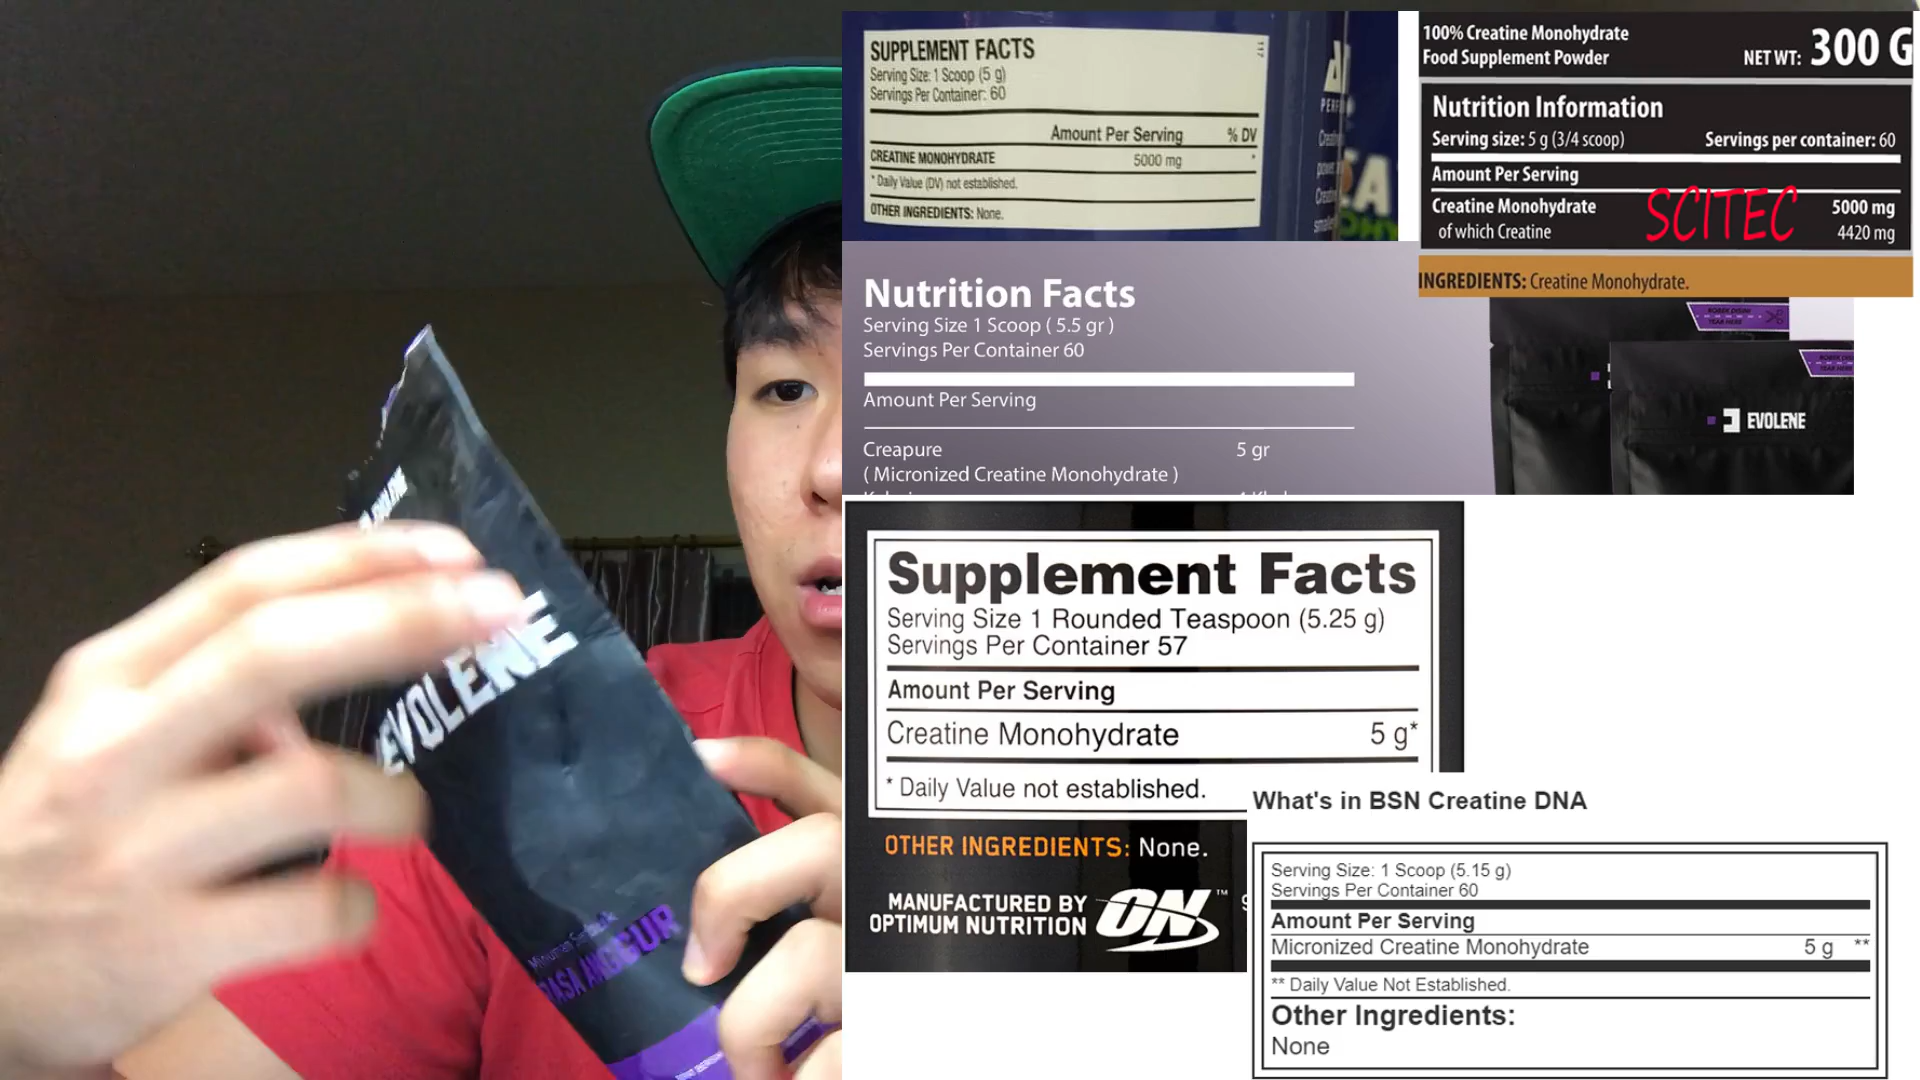 EVOLENE
RASA ANGGUR
SUPPLEMENT FACTS
Serving Size: 1 Scoop (5 g)
Servings Per Container: 60
Amount Per Serving % DV
CREATINE MONOHYDRATE 5000 mg *
* Daily Value (DV) not established.
OTHER INGREDIENTS: None.
100% Creatine Monohydrate
Food Supplement Powder
NET WT: 300 G
Nutrition Information
Serving size: 5 g (3/4 scoop) Servings per container: 60
Amount Per Serving
Creatine Monohydrate 5000 mg
of which Creatine 4420 mg
SCITEC
INGREDIENTS: Creatine Monohydrate.
Nutrition Facts
Serving Size 1 Scoop ( 5.5 gr )
Servings Per Container 60
Amount Per Serving
Creapure 5 gr
( Micronized Creatine Monohydrate )
TEAR HERE
EVOLENE
Supplement Facts
Serving Size 1 Rounded Teaspoon (5.25 g)
Servings Per Container 57
Amount Per Serving
Creatine Monohydrate 5 g*
* Daily Value not established.
OTHER INGREDIENTS: None.
MANUFACTURED BY
OPTIMUM NUTRITION
ON™
What's in BSN Creatine DNA
Serving Size: 1 Scoop (5.15 g)
Servings Per Container 60
Amount Per Serving
Micronized Creatine Monohydrate 5 g **
** Daily Value Not Established.
Other Ingredients:
None